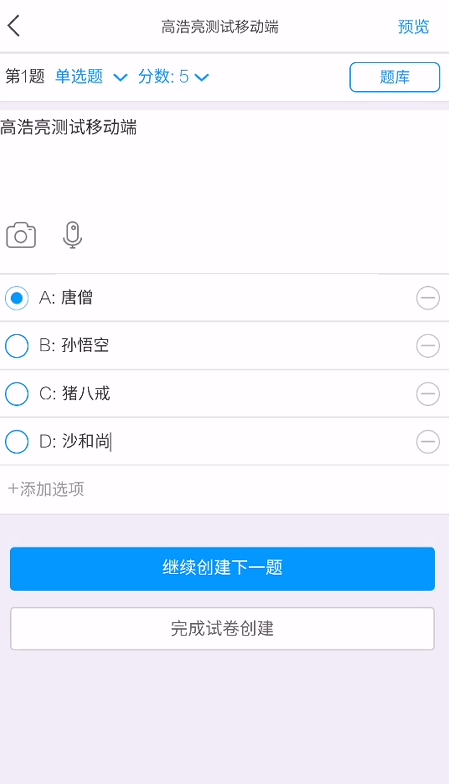 高浩亮测试移动端 预览
第1题 单选题 分数: 5 题库
高浩亮测试移动端
A: 唐僧
B: 孙悟空
C: 猪八戒
D: 沙和尚
+添加选项
继续创建下一题
完成试卷创建